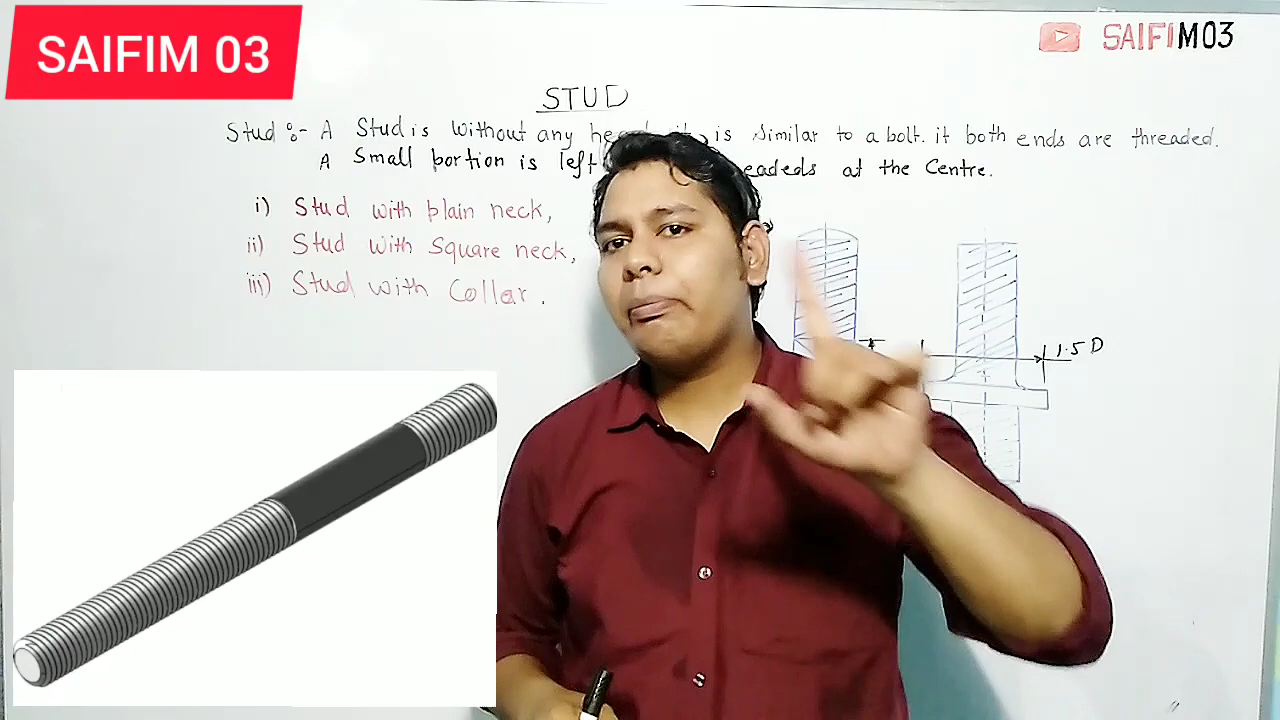 SAIFIM 03
SAIFIM03
STUD
Stud :- A Stud is without any is similar to a bolt. it both ends are threaded.
A Small portion is left at the Centre.
i) Stud with plain neck,
ii) Stud with Square neck,
iii) Stud with Collar.
1.5 D